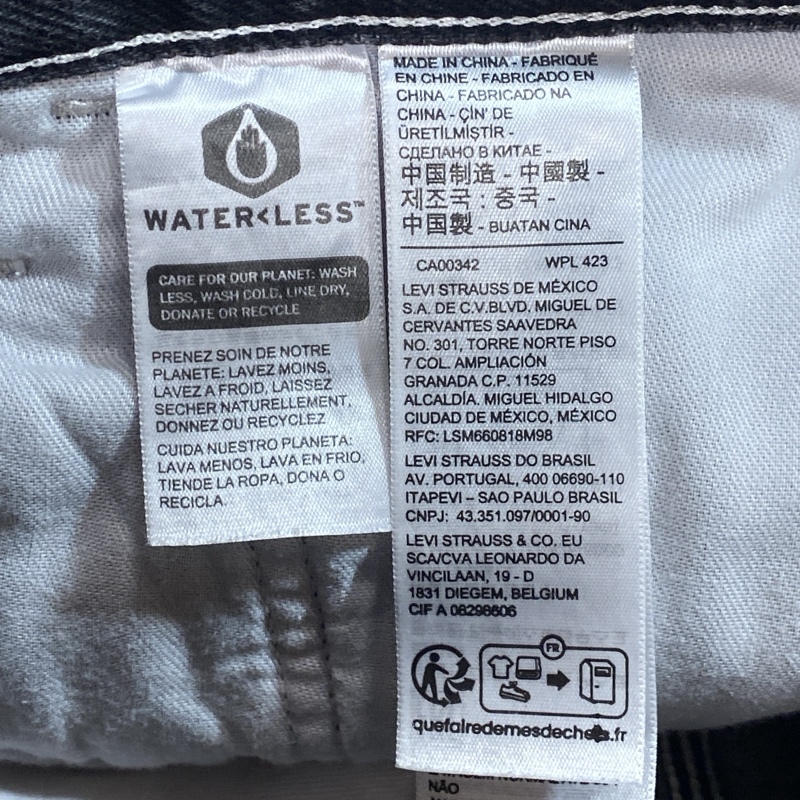 WATER<LESS™
CARE FOR OUR PLANET: WASH
LESS, WASH COLD, LINE DRY,
DONATE OR RECYCLE
PRENEZ SOIN DE NOTRE
PLANETE: LAVEZ MOINS,
LAVEZ A FROID, LAISSEZ
SECHER NATURELLEMENT,
DONNEZ OU RECYCLEZ
CUIDA NUESTRO PLANETA:
LAVA MENOS, LAVA EN FRIO,
TIENDE LA ROPA, DONA O
RECICLA.
MADE IN CHINA - FABRIQUÉ
EN CHINE - FABRICADO EN
CHINA - FABRICADO NA
CHINA - ÇİN' DE
ÜRETİLMİŞTİR -
СДЕЛАНО В КИТАЕ -
中国制造 - 中國製 -
제조국 : 중국 -
中国製 - BUATAN CINA
CA00342 WPL 423
LEVI STRAUSS DE MÉXICO
S.A. DE C.V.BLVD. MIGUEL DE
CERVANTES SAAVEDRA
NO. 301, TORRE NORTE PISO
7 COL. AMPLIACIÓN
GRANADA C.P. 11529
ALCALDÍA. MIGUEL HIDALGO
CIUDAD DE MÉXICO, MÉXICO
RFC: LSM660818M98
LEVI STRAUSS DO BRASIL
AV. PORTUGAL, 400 06690-110
ITAPEVI – SAO PAULO BRASIL
CNPJ: 43.351.097/0001-90
LEVI STRAUSS & CO. EU
SCA/CVA LEONARDO DA
VINCILAAN, 19 - D
1831 DIEGEM, BELGIUM
CIF A 08298606
FR
quefairedemesdechets.fr
NÃO